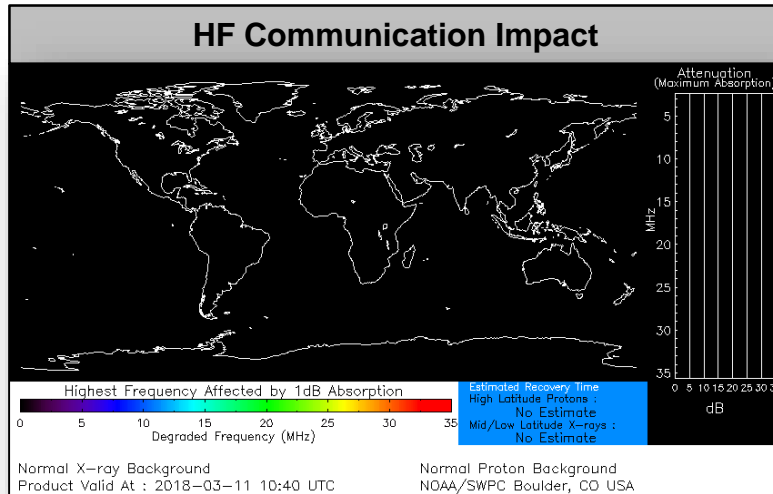 HF Communication Impact
Attenuation
(Maximum Absorption)
5
10
15
20
25
30
35
MHz
0 5 10 15 20 25 30
dB
Highest Frequency Affected by 1dB Absorption
0 5 10 15 20 25 30 35
Degraded Frequency (MHz)
Estimated Recovery Time
High Latitude Protons :
No Estimate
Mid/Low Latitude X-rays :
No Estimate
Normal X-ray Background
Product Valid At : 2018-03-11 10:40 UTC
Normal Proton Background
NOAA/SWPC Boulder, CO USA